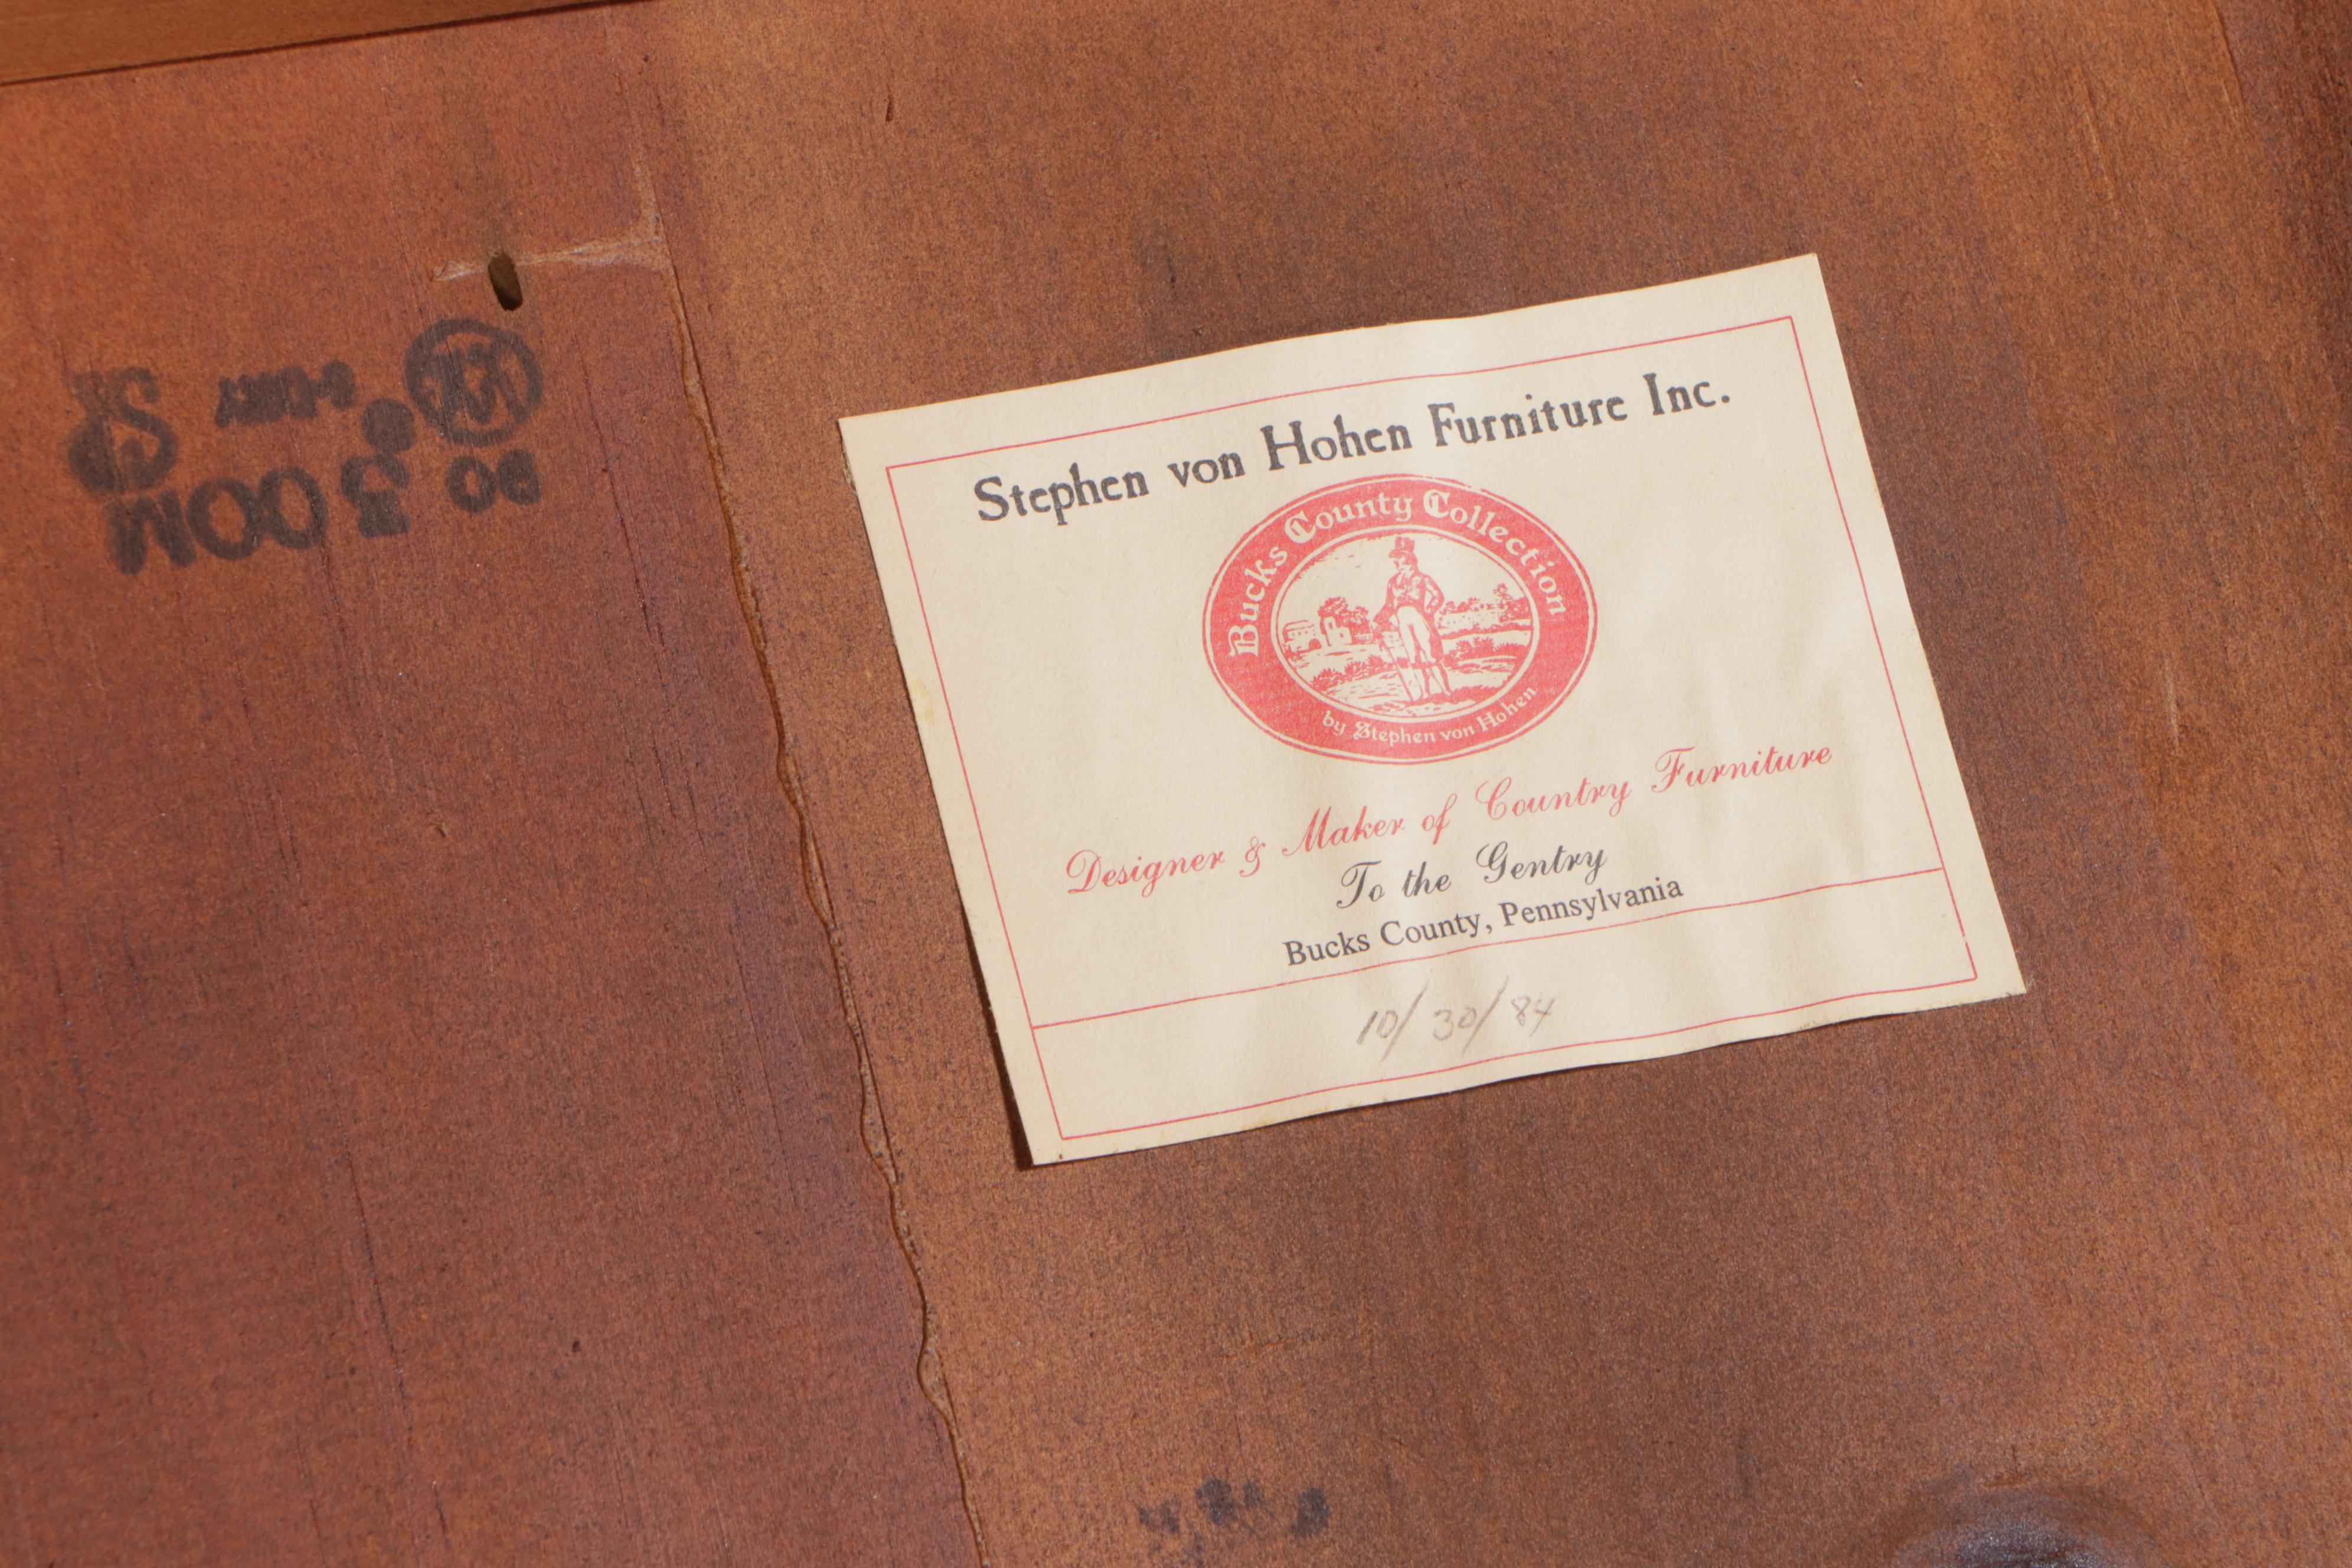 Stephen von Hohen Furniture Inc.
Bucks County Collection
by Stephen von Hohen
Designer & Maker of Country Furniture
To the Gentry
Bucks County, Pennsylvania
10/30/84